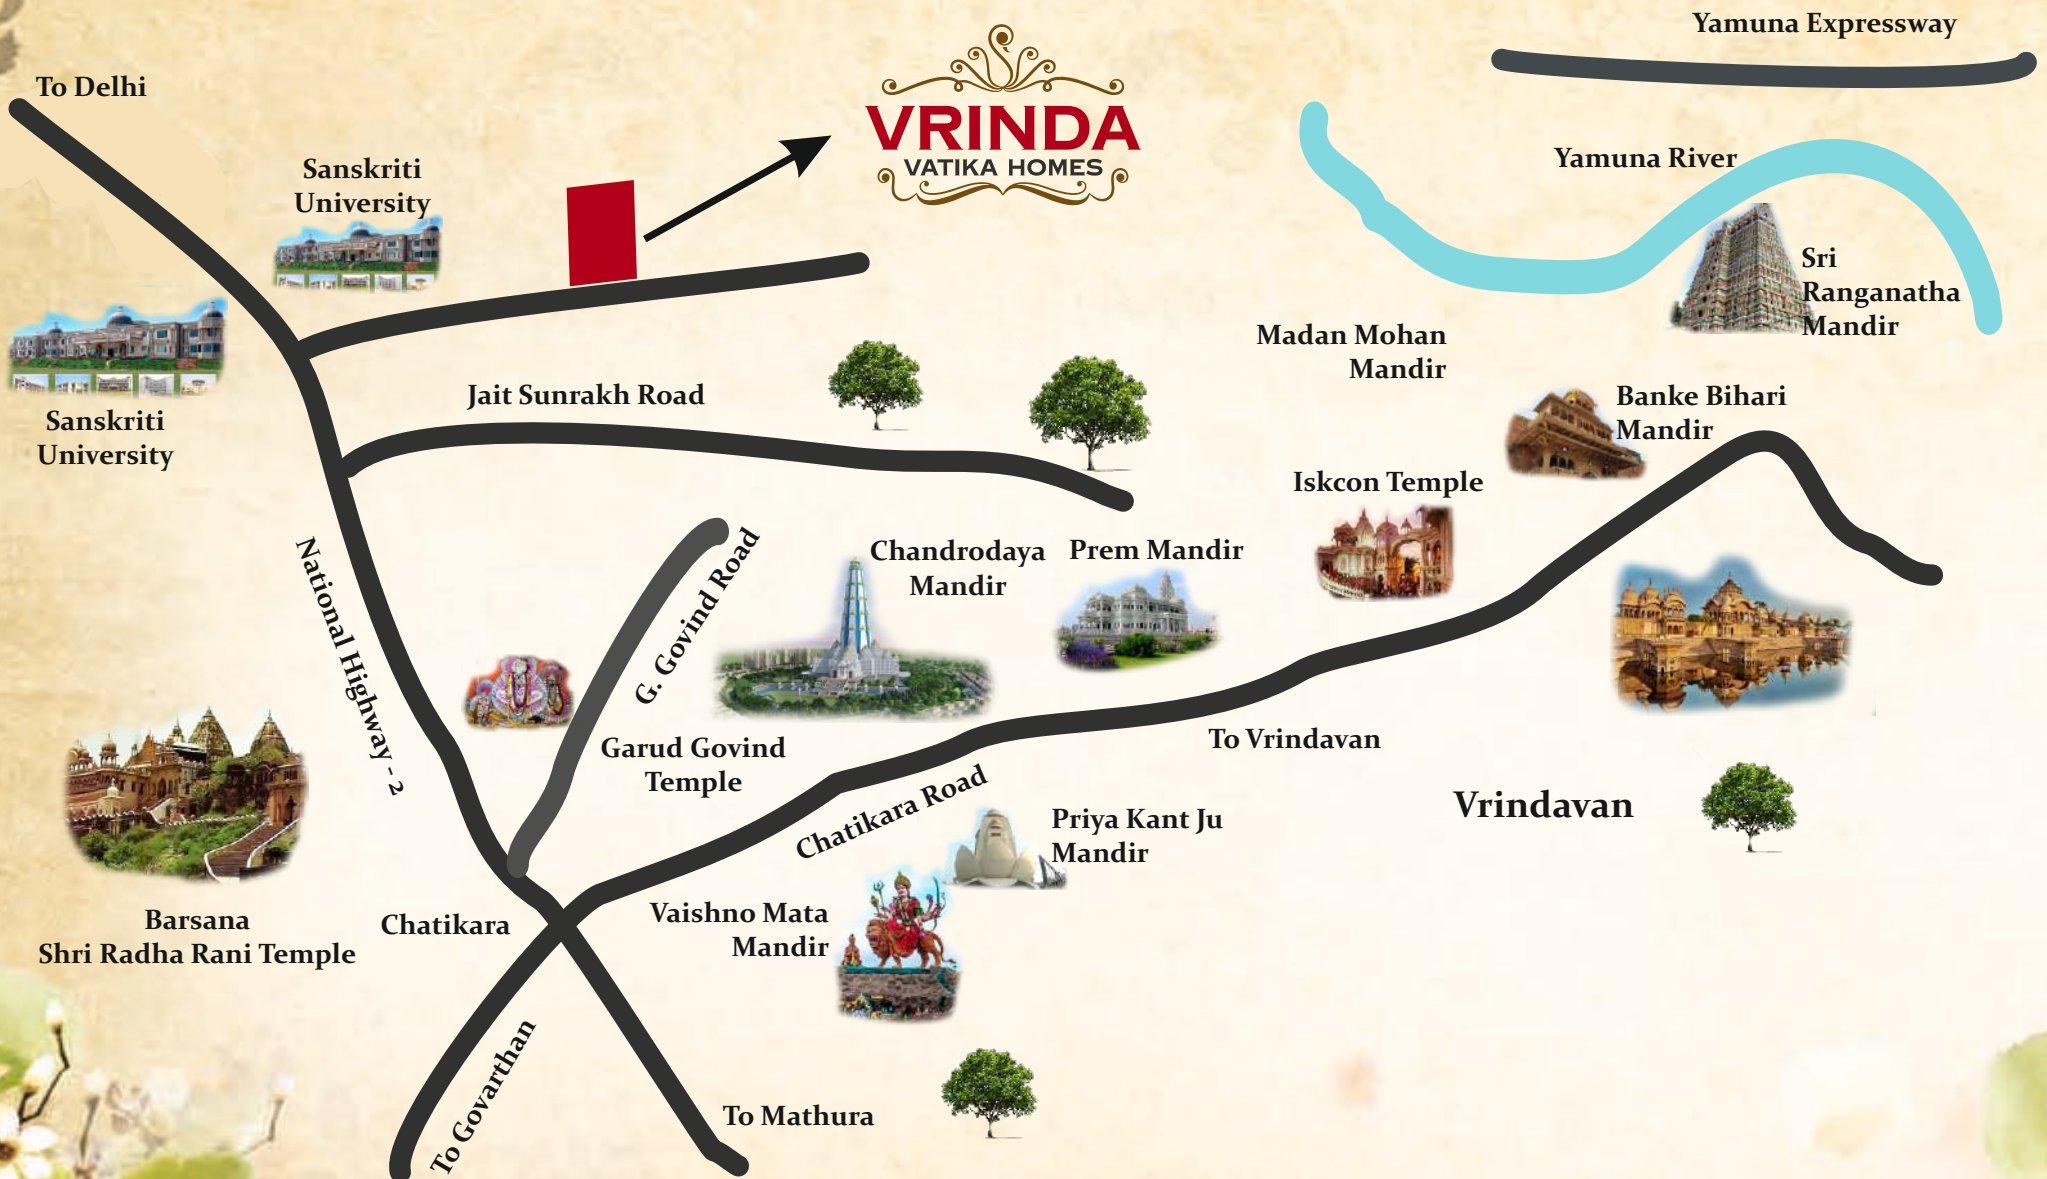 Yamuna Expressway
To Delhi
VRINDA
VATIKA HOMES
Sanskriti
University
Yamuna River
Sri
Ranganatha
Mandir
Sanskriti
University
Jait Sunrakh Road
Madan Mohan
Mandir
Banke Bihari
Mandir
Iskcon Temple
National Highway - 2
G. Govind Road
Chandrodaya
Mandir
Prem Mandir
Garud Govind
Temple
To Vrindavan
Chatikara Road
Vrindavan
Priya Kant Ju
Mandir
Barsana
Shri Radha Rani Temple
Chatikara
Vaishno Mata
Mandir
To Govarthan
To Mathura